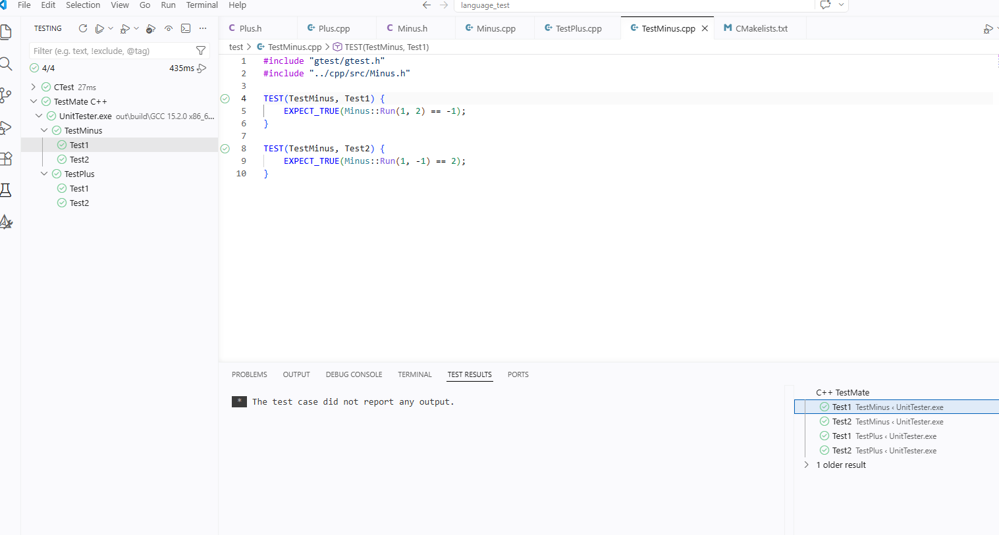 File Edit Selection View Go Run Terminal Help
language_test
TESTING
Filter (e.g. text, !exclude, @tag)
4/4 435ms
CTest 27ms
TestMate C++
UnitTester.exe out\build\GCC 15.2.0 x86_6...
TestMinus
Test1
Test2
TestPlus
Test1
Test2
Plus.h Plus.cpp Minus.h Minus.cpp TestPlus.cpp TestMinus.cpp CMakelists.txt
test > TestMinus.cpp > TEST(TestMinus, Test1)
1 #include "gtest/gtest.h"
2 #include "../cpp/src/Minus.h"
3
4 TEST(TestMinus, Test1) {
5 EXPECT_TRUE(Minus::Run(1, 2) == -1);
6 }
7
8 TEST(TestMinus, Test2) {
9 EXPECT_TRUE(Minus::Run(1, -1) == 2);
10 }
PROBLEMS OUTPUT DEBUG CONSOLE TERMINAL TEST RESULTS PORTS
* The test case did not report any output.
C++ TestMate
Test1 TestMinus ‹ UnitTester.exe
Test2 TestMinus ‹ UnitTester.exe
Test1 TestPlus ‹ UnitTester.exe
Test2 TestPlus ‹ UnitTester.exe
1 older result